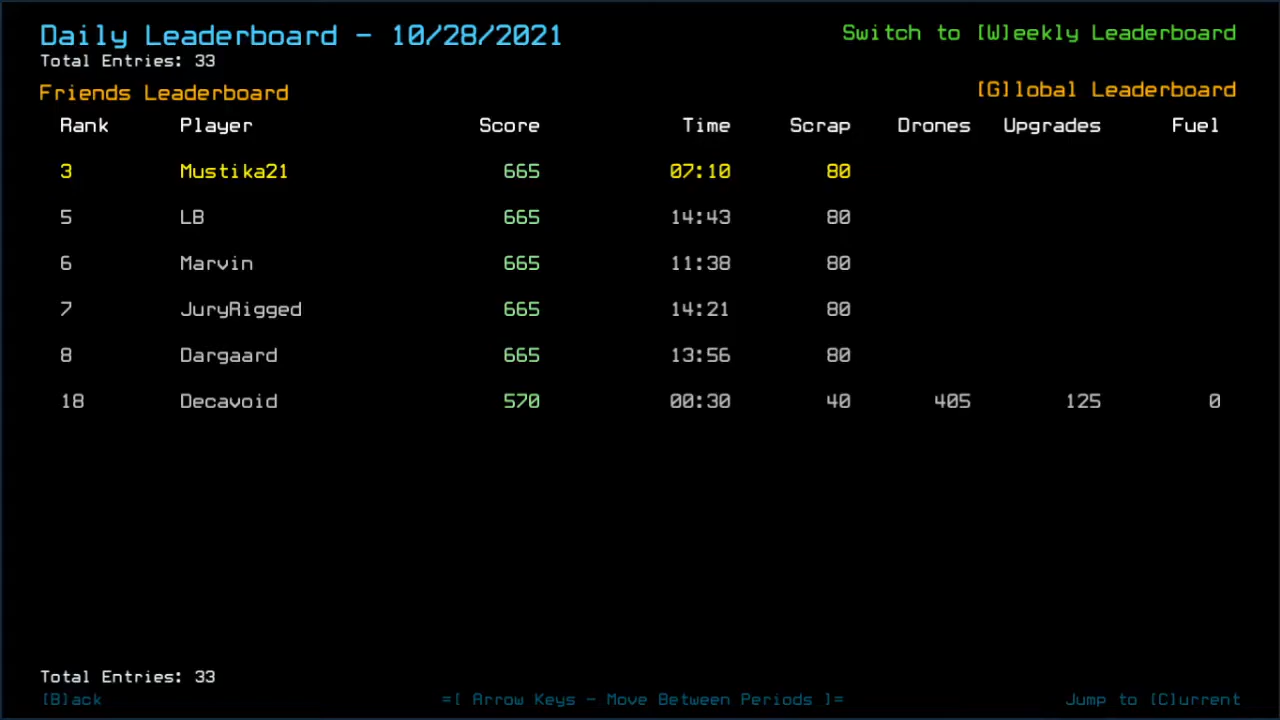 Daily Leaderboard - 10/28/2021
Switch to [W]eekly Leaderboard
Total Entries: 33
Friends Leaderboard
[G]lobal Leaderboard
Rank Player Score Time Scrap Drones Upgrades Fuel
3 Mustika21 665 07:10 80
5 LB 665 14:43 80
6 Marvin 665 11:38 80
7 JuryRigged 665 14:21 80
8 Dargaard 665 13:56 80
18 Decavoid 570 00:30 40 405 125 0
Total Entries: 33
[B]ack =[ Arrow Keys - Move Between Periods ]= Jump to [C]urrent